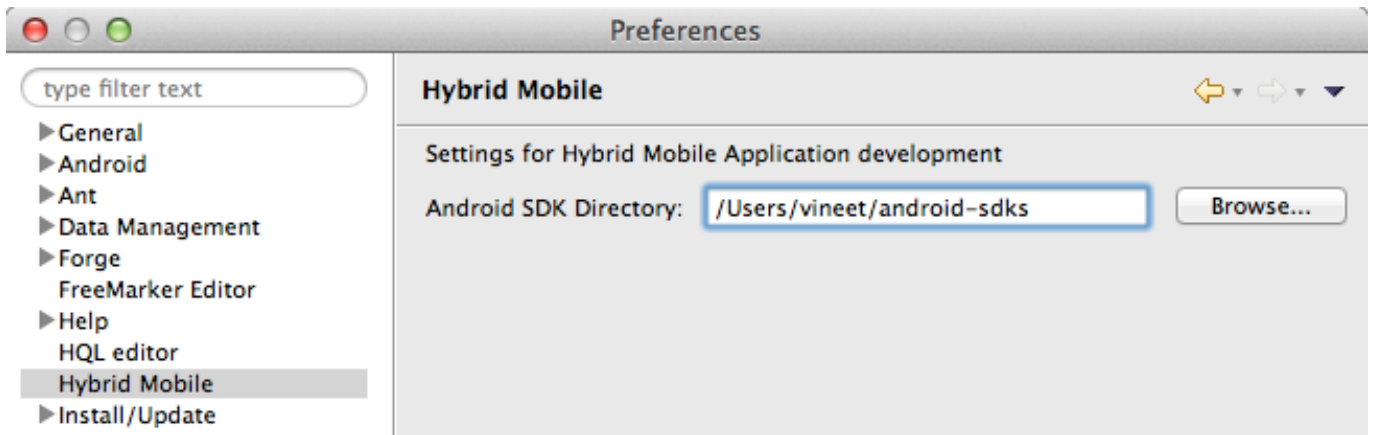 Preferences
type filter text
General
Android
Ant
Data Management
Forge
FreeMarker Editor
Help
HQL editor
Hybrid Mobile
Install/Update
Hybrid Mobile
Settings for Hybrid Mobile Application development
Android SDK Directory: /Users/vineet/android-sdks Browse...